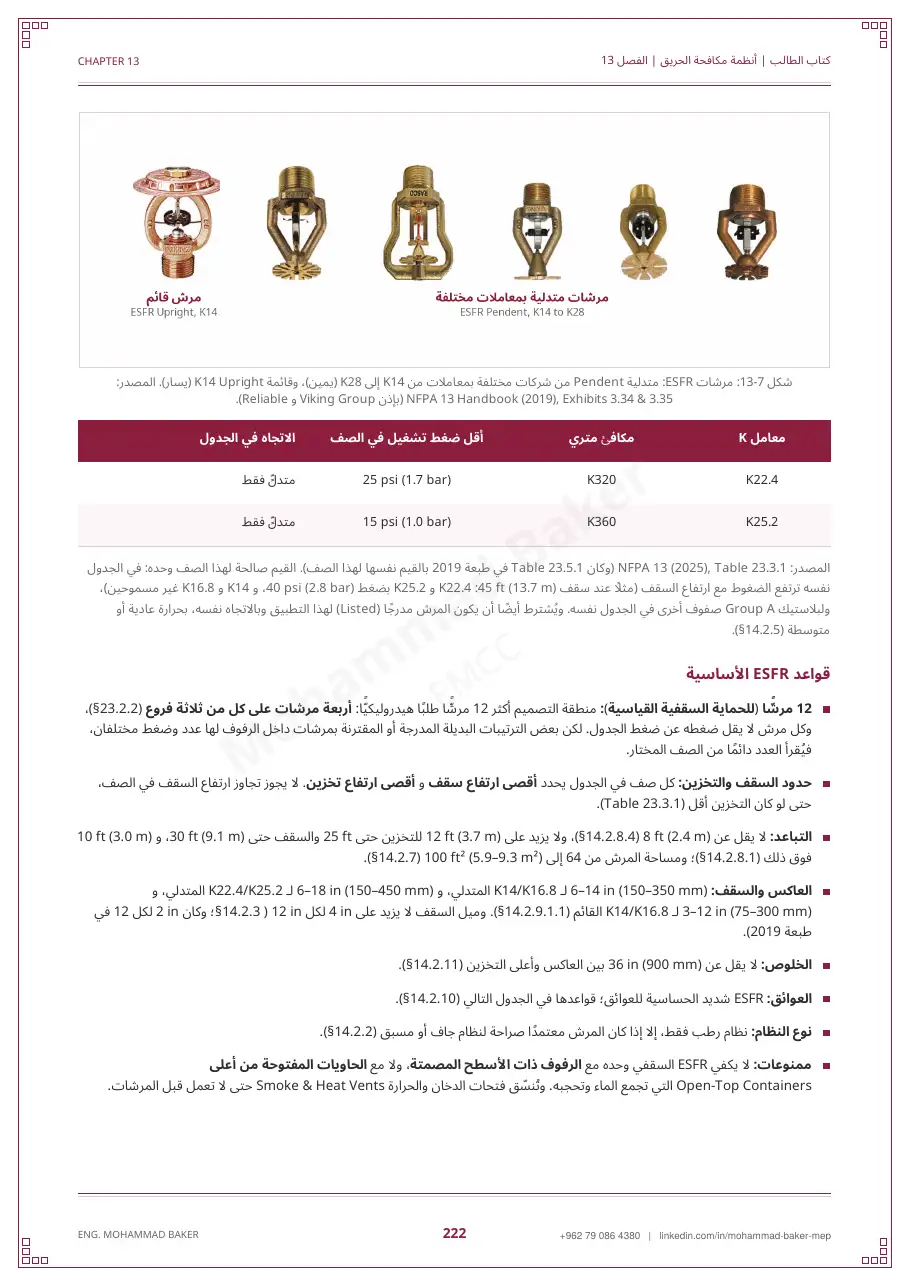 CHAPTER 13
كتاب الطالب | أنظمة مكافحة الحريق | الفصل 13
RASCO
مرش قائم
ESFR Upright, K14
مرشات متدلية بمعاملات مختلفة
ESFR Pendent, K14 to K28
شكل 7-13: مرشات ESFR: متدلية Pendent من شركات مختلفة بمعاملات من K14 إلى K28 (يمين)، وقائمة K14 Upright (يسار). المصدر:
NFPA 13 Handbook (2019), Exhibits 3.34 & 3.35 (بإذن Viking Group و Reliable).
معامل K مكافئ متري أقل ضغط تشغيل في الصف الاتجاه في الجدول
K22.4 K320 25 psi (1.7 bar) متدلٍّ فقط
K25.2 K360 15 psi (1.0 bar) متدلٍّ فقط
المصدر: NFPA 13 (2025), Table 23.3.1 (وكان Table 23.5.1 في طبعة 2019 بالقيم نفسها لهذا الصف). القيم صالحة لهذا الصف وحده: في الجدول
نفسه ترتفع الضغوط مع ارتفاع السقف (مثلًا عند سقف 45 ft (13.7 m): K22.4 و K25.2 بضغط 40 psi (2.8 bar)، و K14 و K16.8 غير مسموحين)،
ولبلاستيك Group A صفوف أخرى في الجدول نفسه. ويُشترط أيضًا أن يكون المرش مدرجًا (Listed) لهذا التطبيق وبالاتجاه نفسه، بحرارة عادية أو
متوسطة (§14.2.5).
قواعد ESFR الأساسية
12 مرشًّا (للحماية السقفية القياسية): منطقة التصميم أكثر 12 مرشًّا طلبًا هيدروليكيًّا: أربعة مرشات على كل من ثلاثة فروع (§23.2.2)،
وكل مرش لا يقل ضغطه عن ضغط الجدول. لكن بعض الترتيبات البديلة المدرجة أو المقترنة بمرشات داخل الرفوف لها عدد وضغط مختلفان،
فيُقرأ العدد دائمًا من الصف المختار.
حدود السقف والتخزين: كل صف في الجدول يحدد أقصى ارتفاع سقف و أقصى ارتفاع تخزين. لا يجوز تجاوز ارتفاع السقف في الصف،
حتى لو كان التخزين أقل (Table 23.3.1).
التباعد: لا يقل عن 8 ft (2.4 m) (§14.2.8.4)، ولا يزيد على 12 ft (3.7 m) للتخزين حتى 25 ft والسقف حتى 30 ft (9.1 m)، و 10 ft (3.0 m)
فوق ذلك (§14.2.8.1)؛ ومساحة المرش من 64 إلى 100 ft² (5.9–9.3 m²) (§14.2.7).
العاكس والسقف: 6–14 in (150–350 mm) لـ K14/K16.8 المتدلي، و 6–18 in (150–450 mm) لـ K22.4/K25.2 المتدلي، و
3–12 in (75–300 mm) لـ K14/K16.8 القائم (§14.2.9.1.1). وميل السقف لا يزيد على 4 in لكل 12 in (§14.2.3؛ وكان 2 in لكل 12 في
طبعة 2019).
الخلوص: لا يقل عن 36 in (900 mm) بين العاكس وأعلى التخزين (§14.2.11).
العوائق: ESFR شديد الحساسية للعوائق؛ قواعدها في الجدول التالي (§14.2.10).
نوع النظام: نظام رطب فقط، إلا إذا كان المرش معتمدًا صراحة لنظام جاف أو مسبق (§14.2.2).
ممنوعات: لا يكفي ESFR السقفي وحده مع الرفوف ذات الأسطح المصمتة، ولا مع الحاويات المفتوحة من أعلى
Open-Top Containers التي تجمع الماء وتحجبه. وتُنسّق فتحات الدخان والحرارة Smoke & Heat Vents حتى لا تعمل قبل المرشات.
Mohammad Baker
EMCC
ENG. MOHAMMAD BAKER
222
+962 79 086 4380 | linkedin.com/in/mohammad-baker-mep